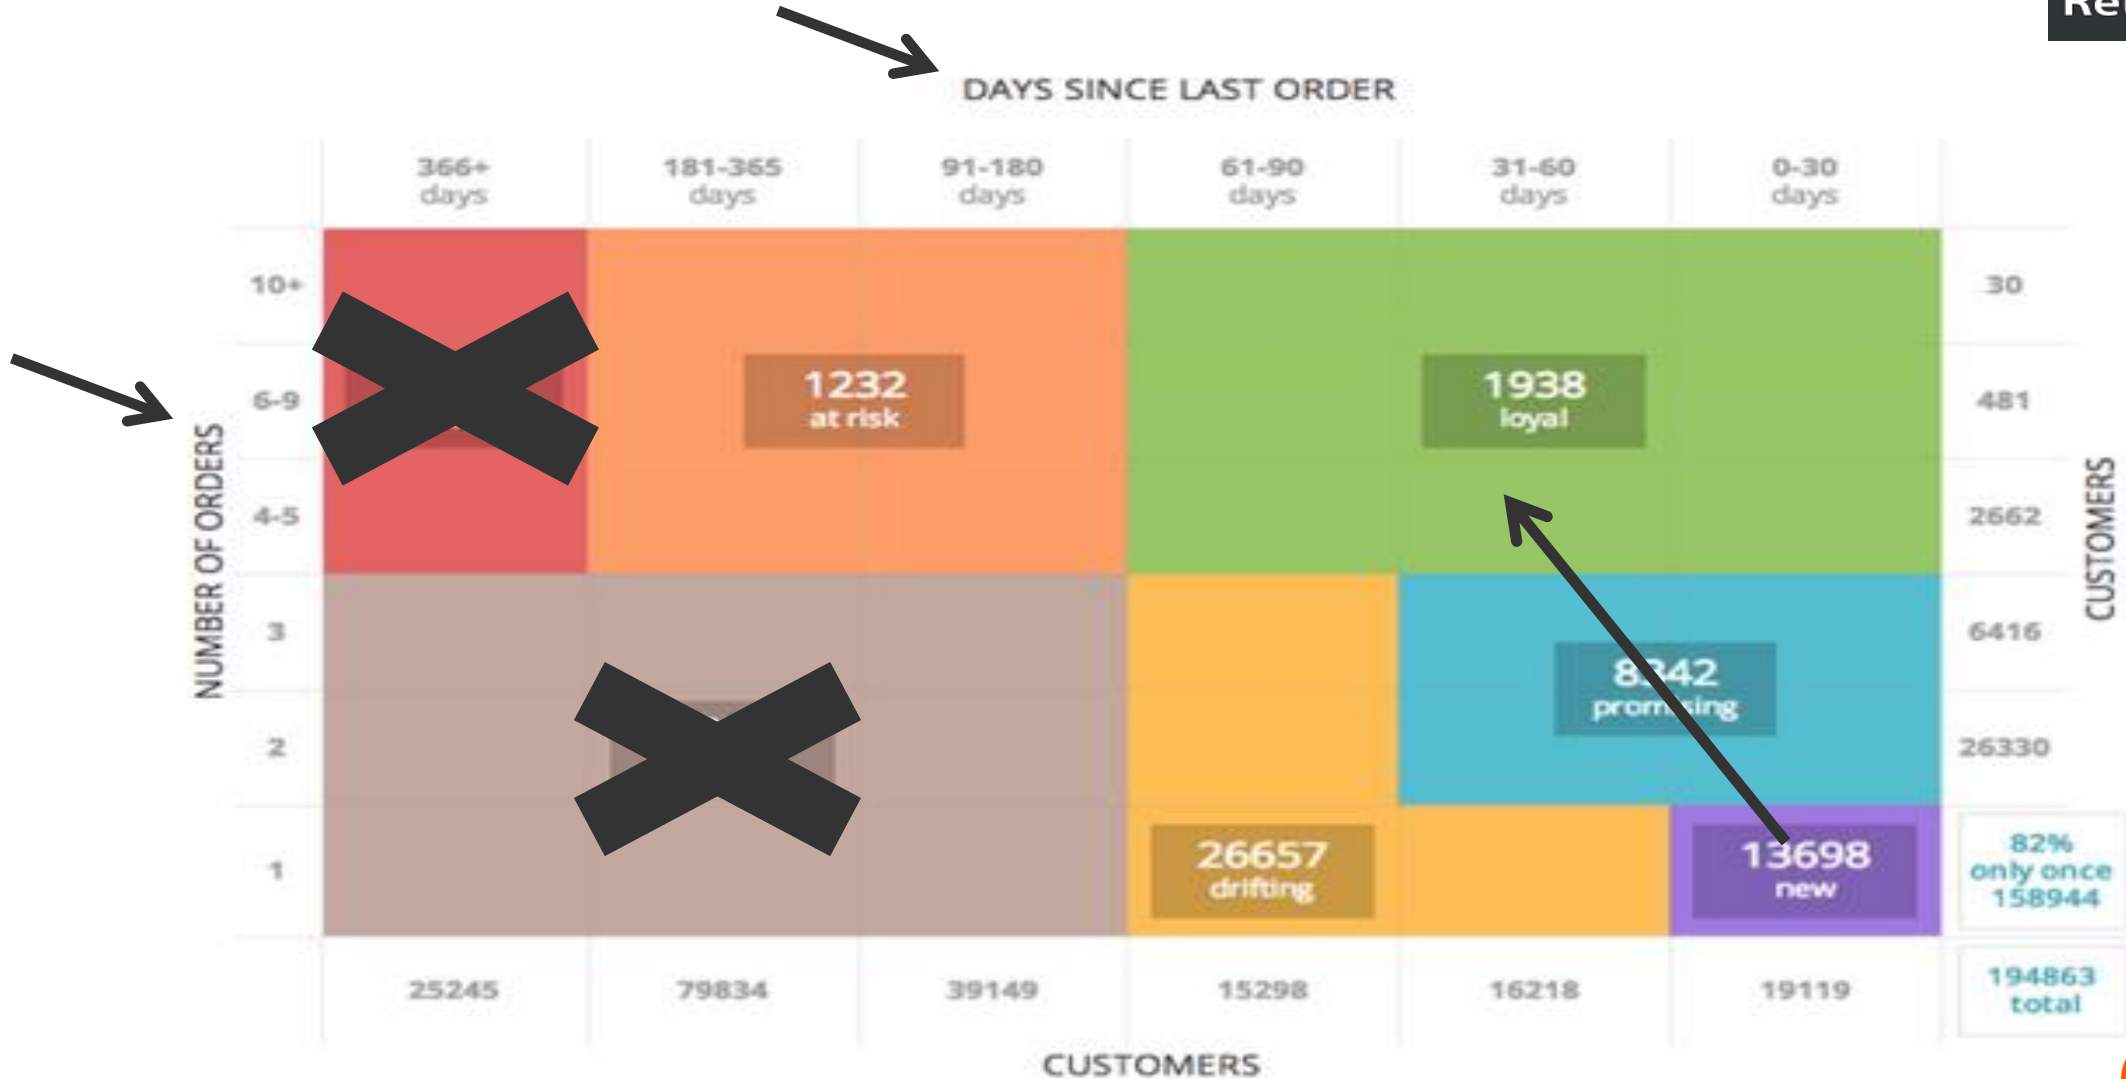 DAYS SINCE LAST ORDER
366+ 181-365 91-180 61-90 31-60 0-30
days days days days days days
10+ 30
1232 1938
at risk loyal
6-9 481
NUMBER OF ORDERS
CUSTOMERS
4-5 2662
3 6416
8342
promising
2 26330
26657 13698
drifting new
1
82%
only once
158944
25245 79834 39149 15298 16218 19119
194863
total
CUSTOMERS